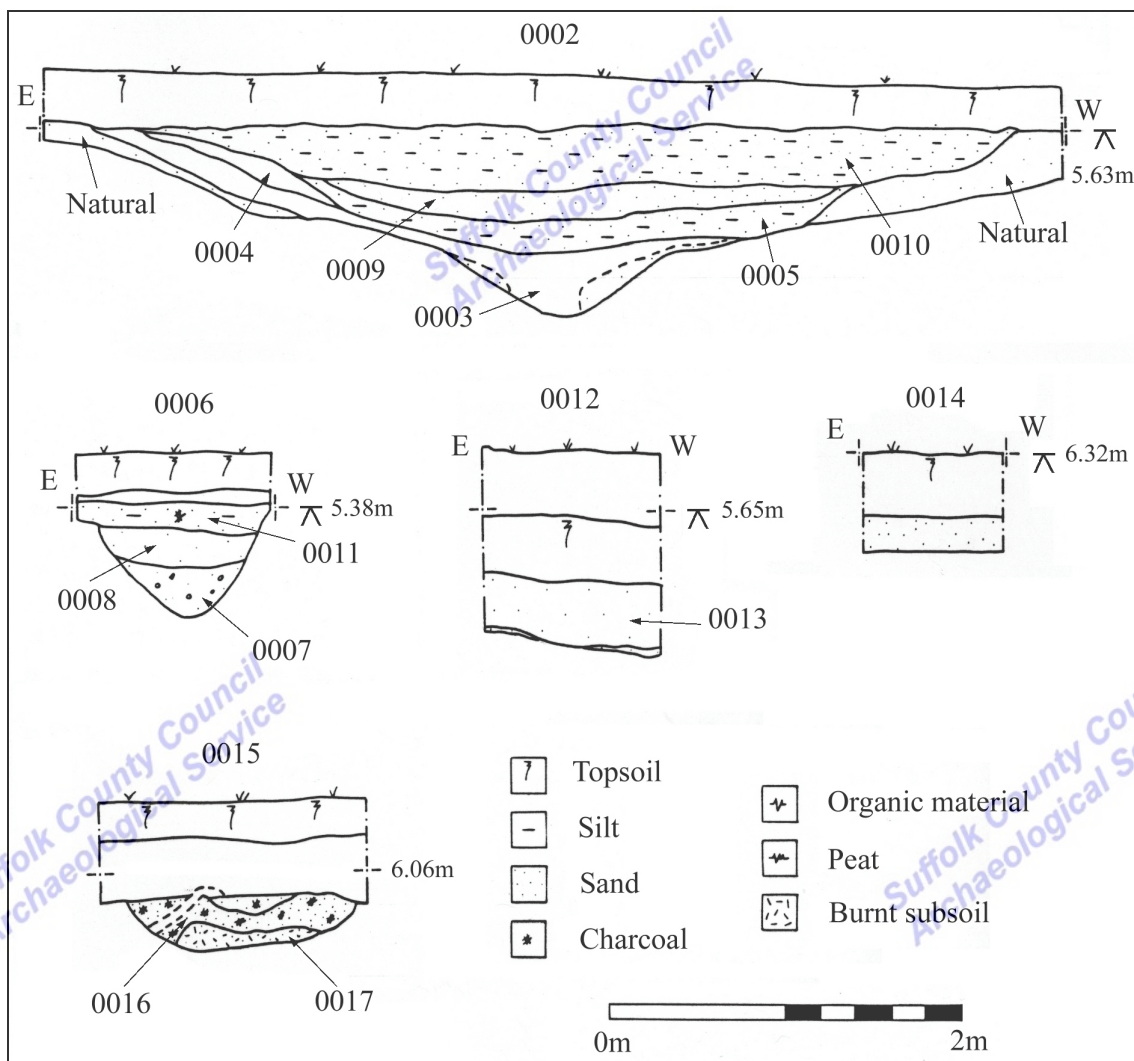 0002
E
W
5.63m
Natural
0004
0009
0003
0005
0010
Natural
0006
E
W
5.38m
0011
0008
0007
0012
E
W
5.65m
0013
0014
E
W
6.32m
0015
6.06m
0016
0017
Topsoil
Silt
Sand
Charcoal
Organic material
Peat
Burnt subsoil
0m
2m
Suffolk County Council
Archaeological Service
Suffolk County Council
Archaeological Service
Suffolk County Cou
Archaeological Se